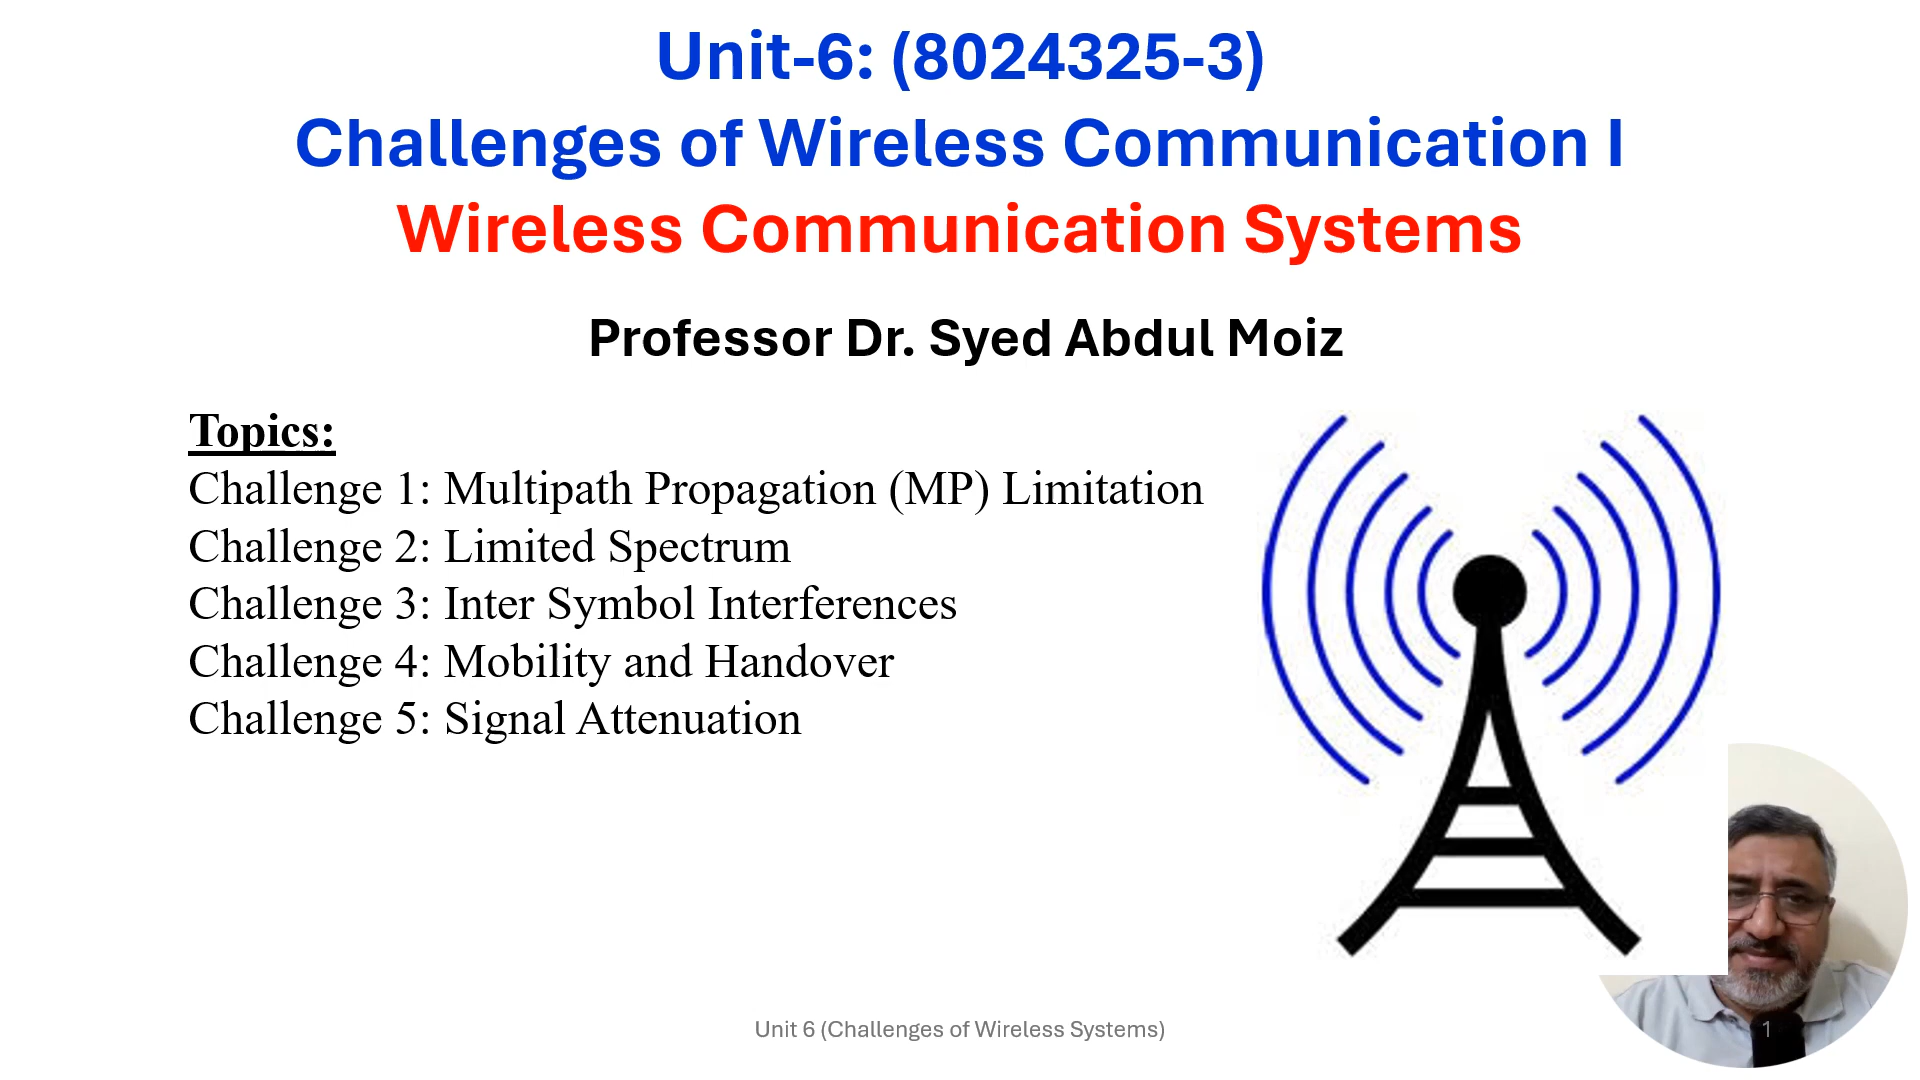 Unit-6: (8024325-3)
Challenges of Wireless Communication I
Wireless Communication Systems
Professor Dr. Syed Abdul Moiz
Topics:
Challenge 1: Multipath Propagation (MP) Limitation
Challenge 2: Limited Spectrum
Challenge 3: Inter Symbol Interferences
Challenge 4: Mobility and Handover
Challenge 5: Signal Attenuation
Unit 6 (Challenges of Wireless Systems)
1